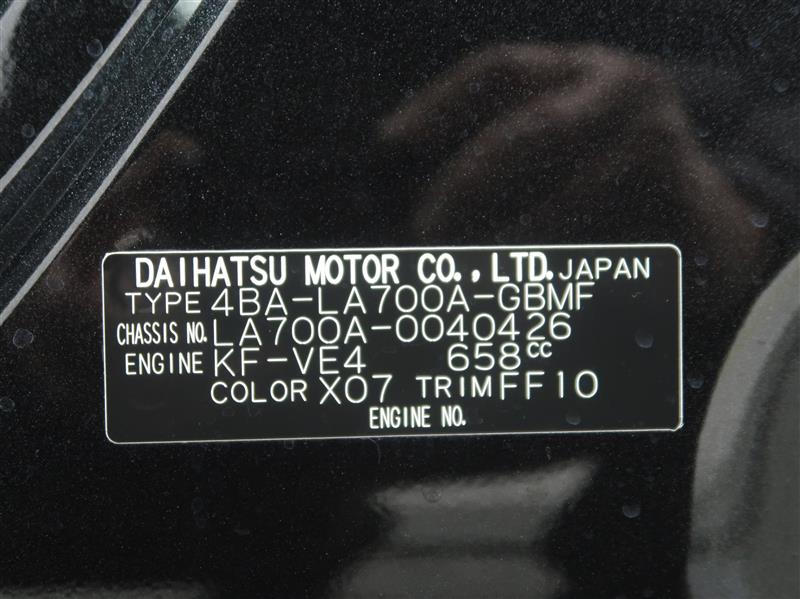 DAIHATSU MOTOR CO., LTD. JAPAN
TYPE 4BA-LA700A-GBMF
CHASSIS NO. LA700A-0040426
ENGINE KF-VE4 658cc
COLOR X07 TRIM FF10
ENGINE NO.